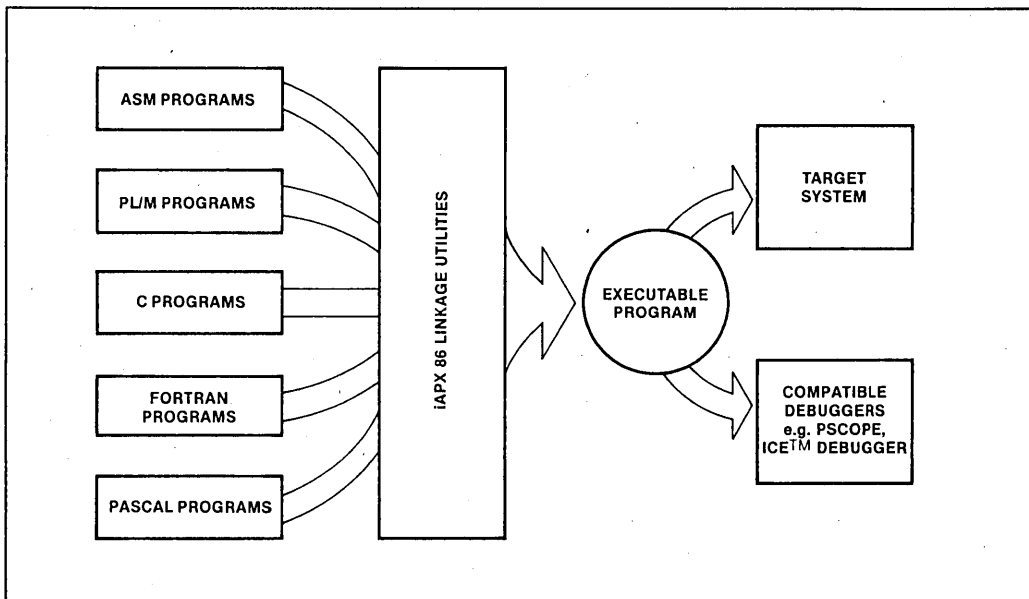 ASM PROGRAMS
PL/M PROGRAMS
C PROGRAMS
FORTRAN
PROGRAMS
PASCAL PROGRAMS
iAPX 86 LINKAGE UTILITIES
EXECUTABLE
PROGRAM
TARGET
SYSTEM
COMPATIBLE
DEBUGGERS
e.g. PSCOPE,
ICE™ DEBUGGER